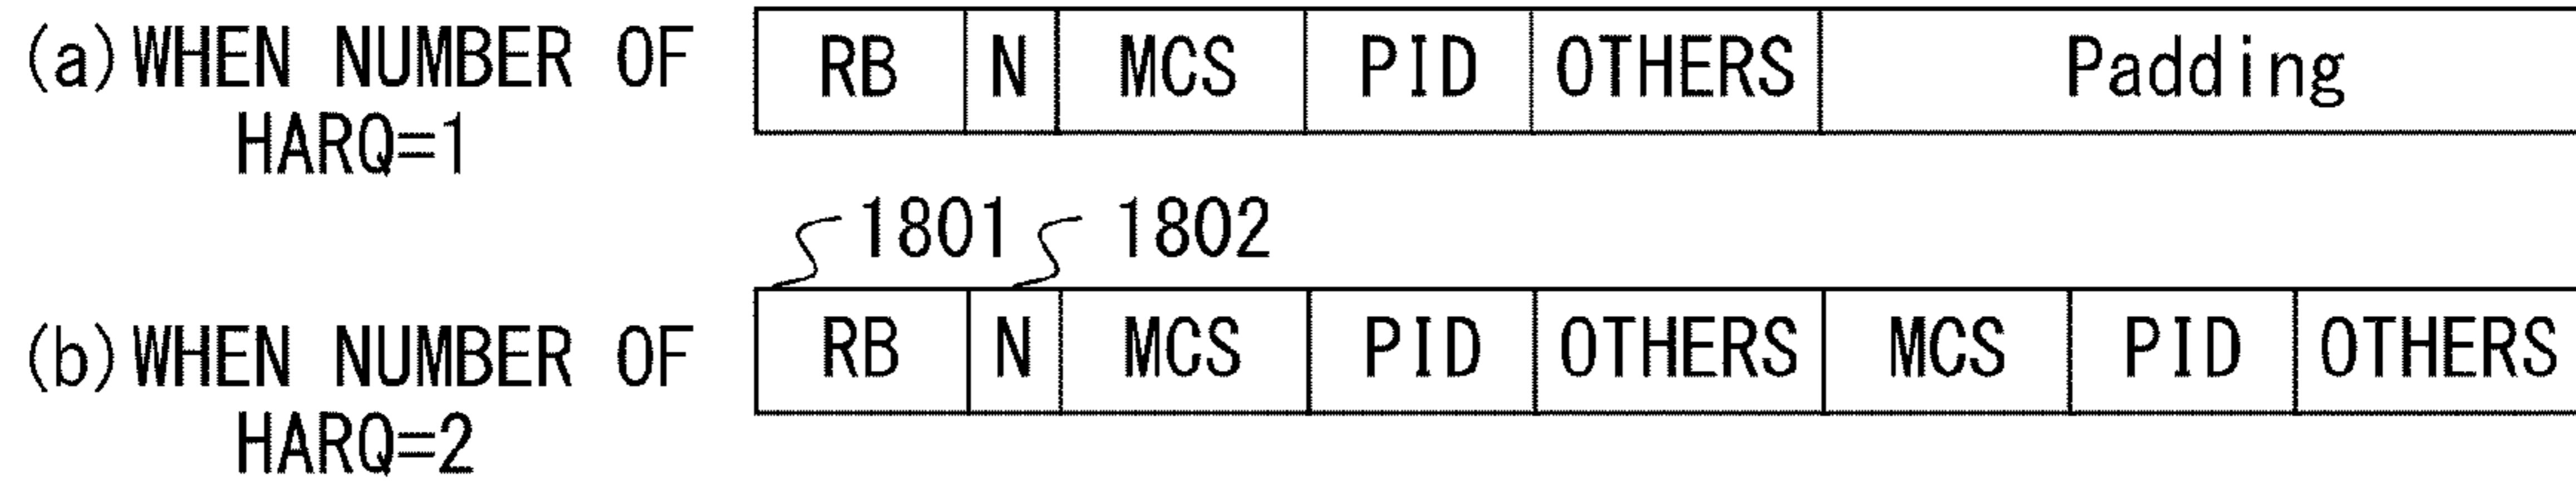 (a) WHEN NUMBER OF HARQ=1
RB N MCS PID OTHERS Padding
1801 1802
(b) WHEN NUMBER OF HARQ=2
RB N MCS PID OTHERS MCS PID OTHERS